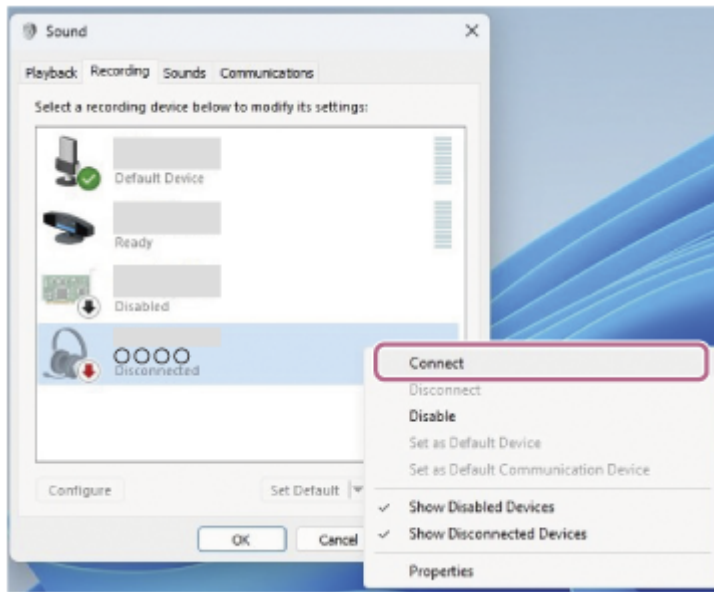 Sound
Playback Recording Sounds Communications
Select a recording device below to modify its settings:
Default Device
Ready
Disabled
○○○○
Disconnected
Configure
Set Default
OK
Cancel
Connect
Disconnect
Disable
Set as Default Device
Set as Default Communication Device
Show Disabled Devices
Show Disconnected Devices
Properties